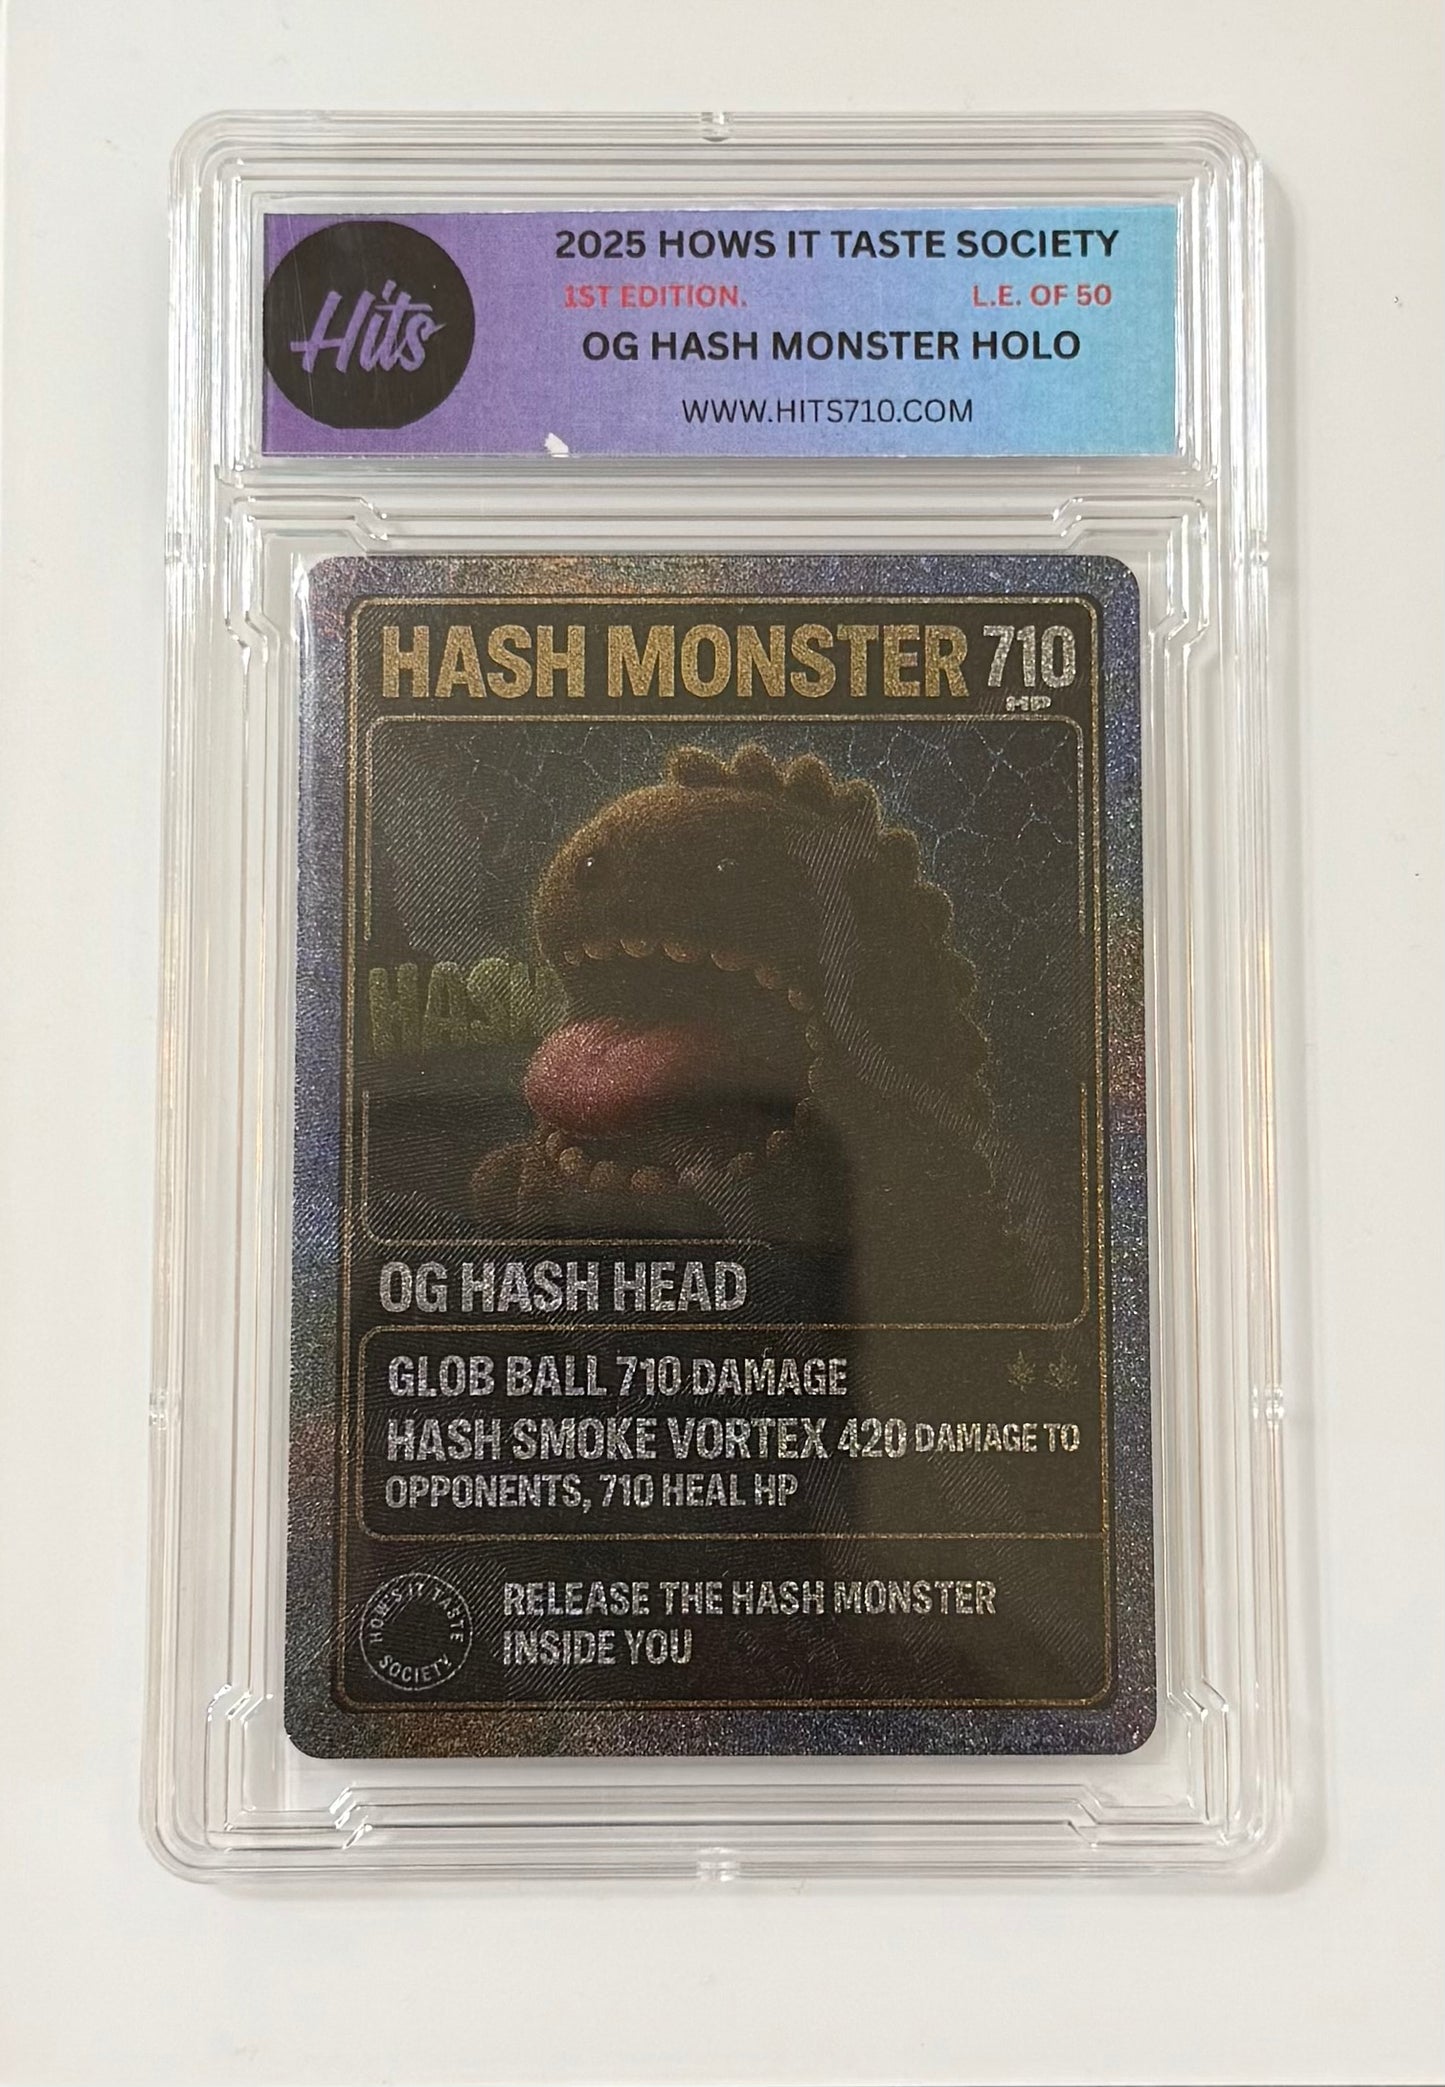 Hits
2025 HOWS IT TASTE SOCIETY
1ST EDITION. L.E. OF 50
OG HASH MONSTER HOLO
WWW.HITS710.COM
HASH MONSTER 710
HP
HASH
OG HASH HEAD
GLOB BALL 710 DAMAGE
HASH SMOKE VORTEX 420 DAMAGE TO
OPPONENTS, 710 HEAL HP
HOW'S IT TASTE
SOCIETY
RELEASE THE HASH MONSTER
INSIDE YOU